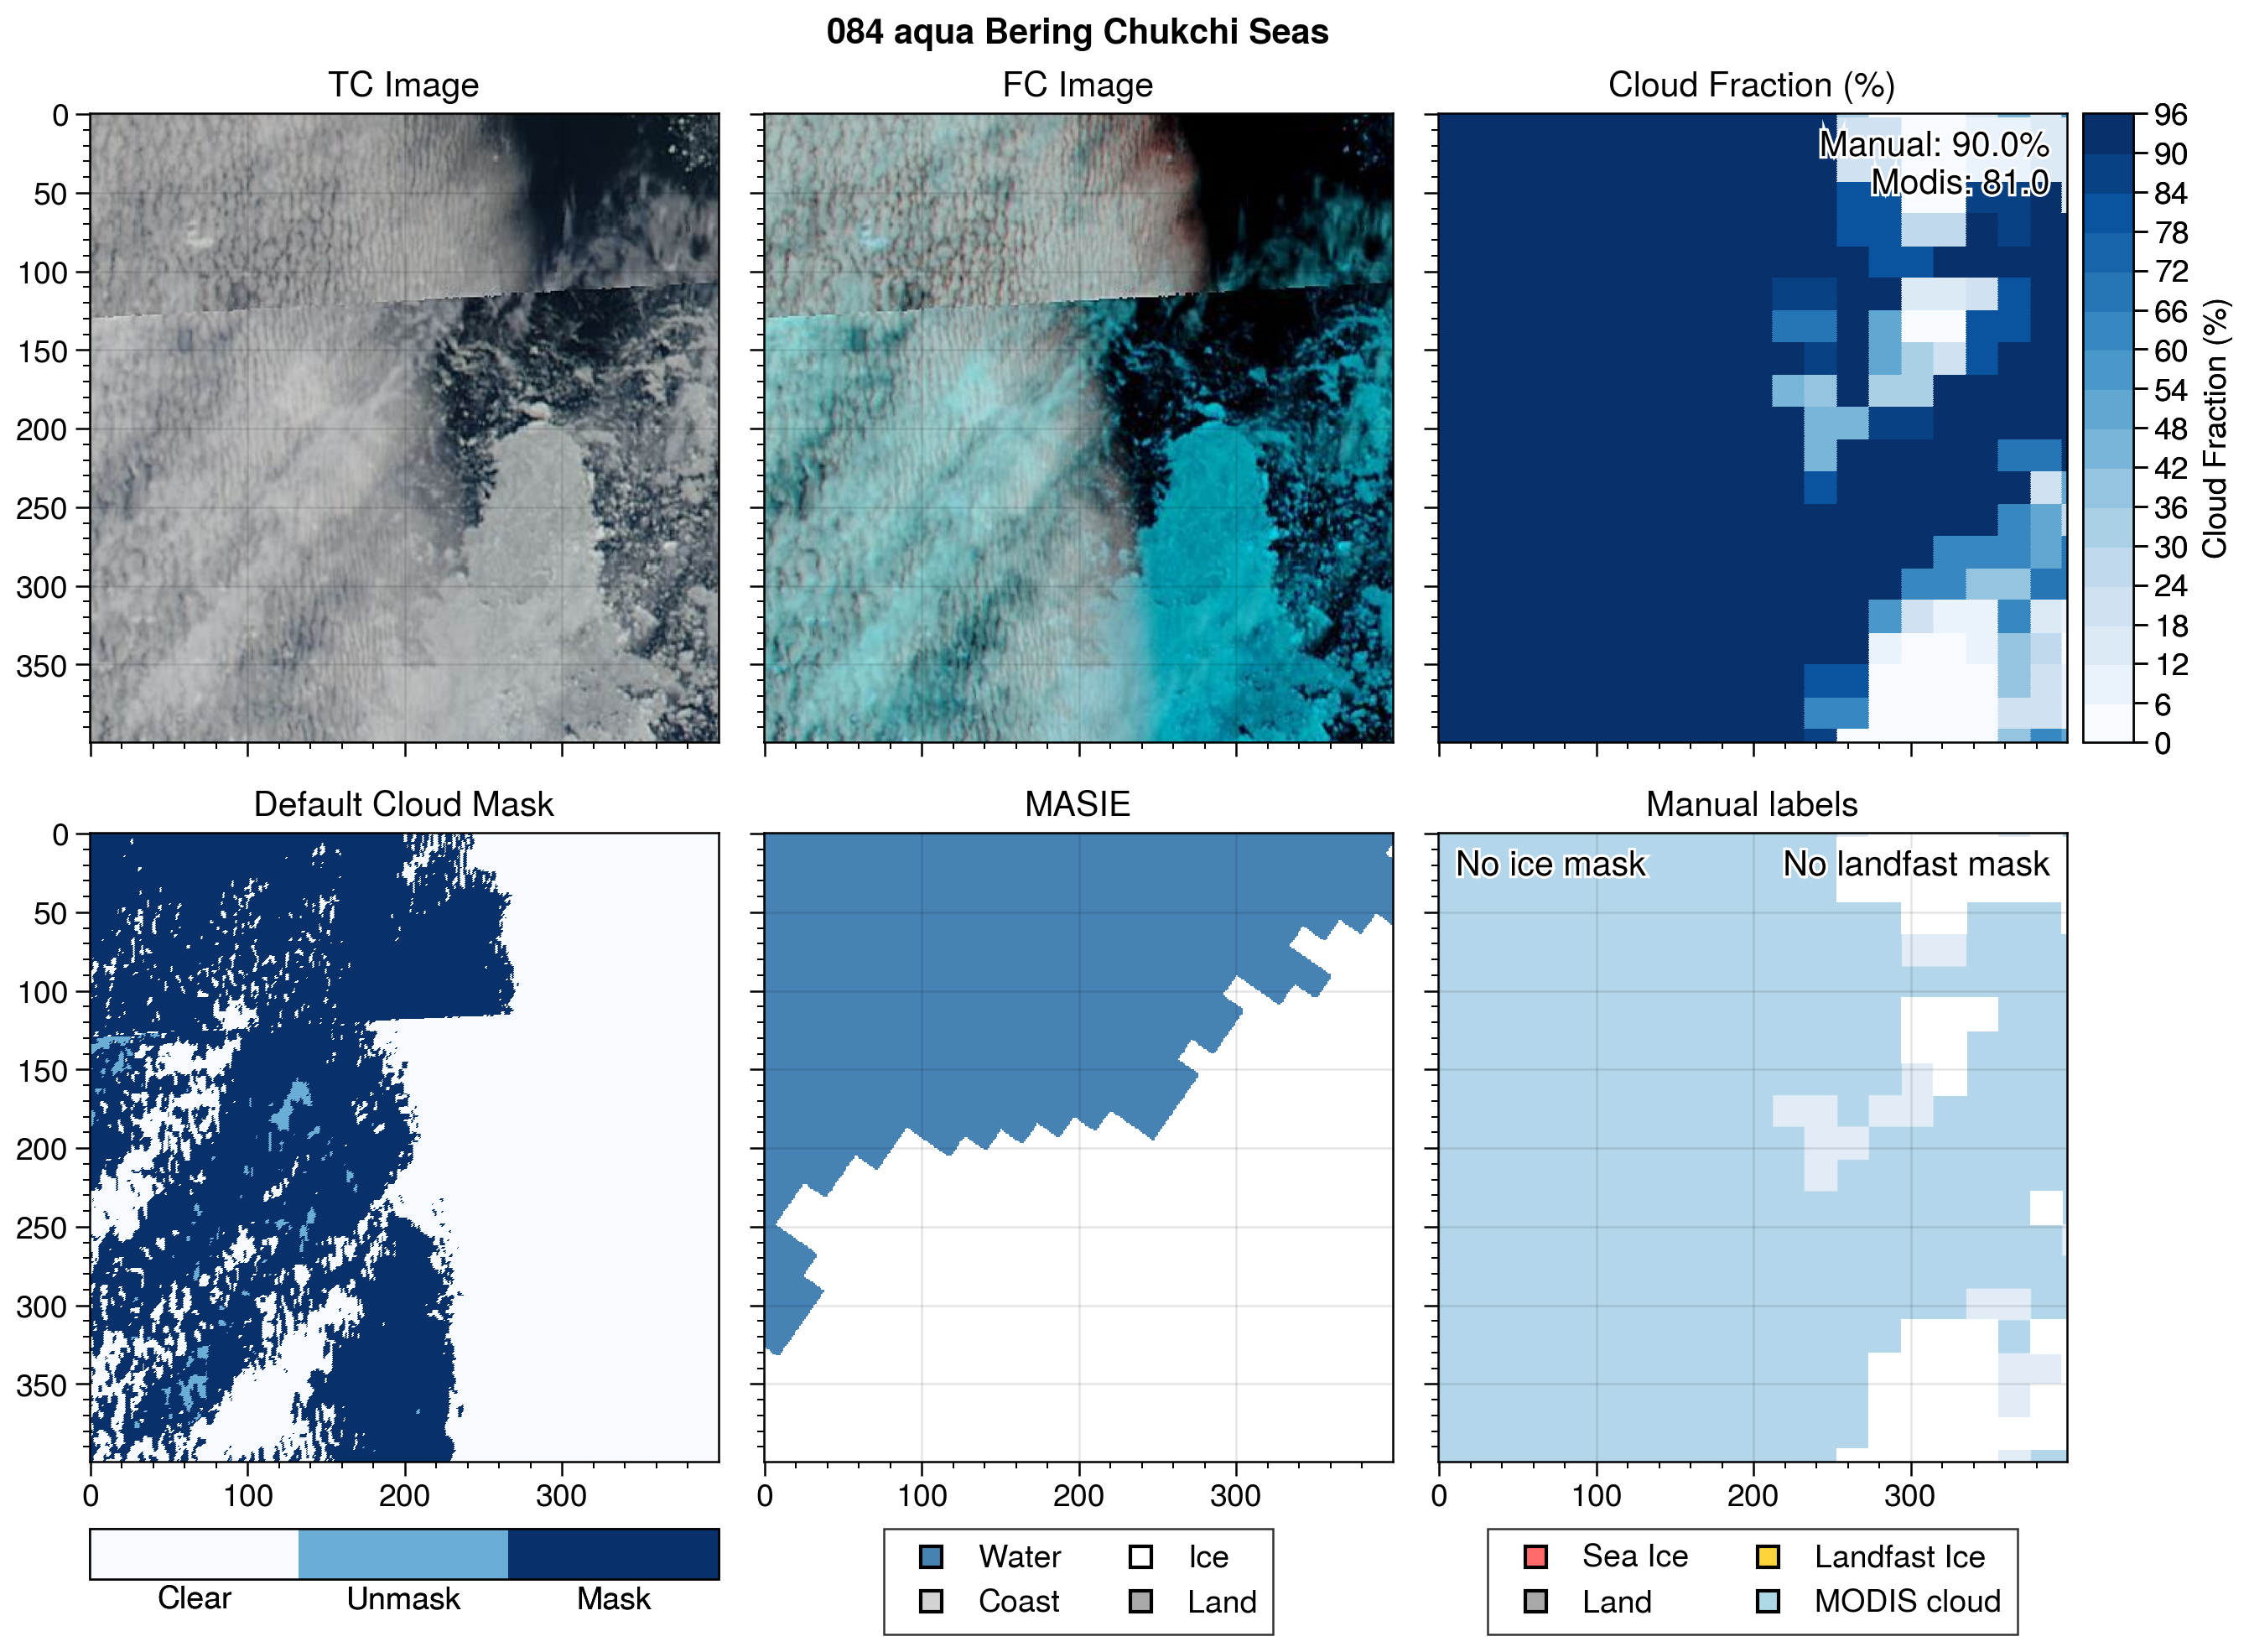 084 aqua Bering Chukchi Seas
TC Image
FC Image
Cloud Fraction (%)
0
50
100
150
200
250
300
350
Manual: 90.0%
Modis: 81.0
96
90
84
78
72
66
60
54
48
42
36
30
24
18
12
6
0
Cloud Fraction (%)
Default Cloud Mask
MASIE
Manual labels
0
50
100
150
200
250
300
350
No ice mask
No landfast mask
0 100 200 300
0 100 200 300
0 100 200 300
Clear Unmask Mask
Water Ice
Coast Land
Sea Ice Landfast Ice
Land MODIS cloud